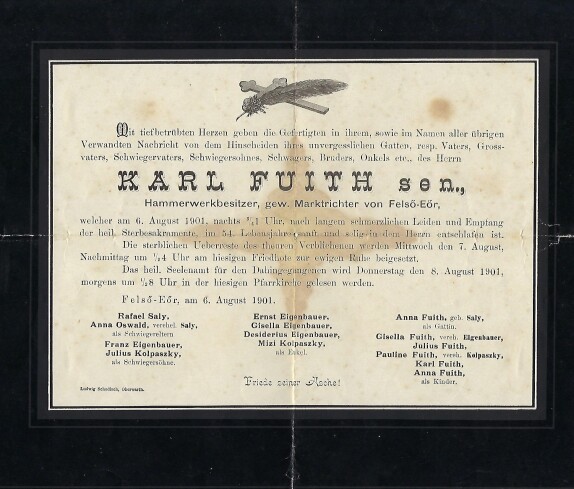 Mit tiefbetrübten Herzen geben die Gefertigten in ihrem, sowie im Namen aller übrigen
Verwandten Nachricht von dem Hinscheiden ihres unvergesslichen Gatten, resp. Vaters, Gross-
vaters, Schwiegervaters, Schwiegersohnes, Schwagers, Bruders, Onkels etc., des Herrn
KARL FUITH sen.,
Hammerwerkbesitzer, gew. Marktrichter von Felső-Eőr,
welcher am 6. August 1901, nachts ¾1 Uhr, nach langem schmerzlichen Leiden und Empfang
der heil. Sterbesakramente, im 54. Lebensjahre sanft und selig in dem Herrn entschlafen ist.
Die sterblichen Ueberreste des theuren Verblichenen werden Mittwoch den 7. August,
Nachmittag um ½4 Uhr am hiesigen Friedhofe zur ewigen Ruhe beigesetzt.
Das heil. Seelenamt für den Dahingegangenen wird Donnerstag den 8. August 1901,
morgens um ½8 Uhr in der hiesigen Pfarrkirche gelesen werden.
Felső-Eőr, am 6. August 1901.
Rafael Saly,
Anna Oswald, verehel. Saly,
als Schwiegereltern
Franz Eigenbauer,
Julius Kolpaszky,
als Schwiegersöhne.
Ernst Eigenbauer,
Gisella Eigenbauer,
Desiderius Eigenbauer,
Mizi Kolpaszky,
als Enkel.
Anna Fuith, geb. Saly,
als Gattin.
Gisella Fuith, verch. Eigenbauer,
Julius Fuith,
Pauline Fuith, verch. Kolpaszky,
Karl Fuith,
Anna Fuith,
als Kinder.
Friede seiner Asche!
Ludwig Schodisch, Oberwarth.